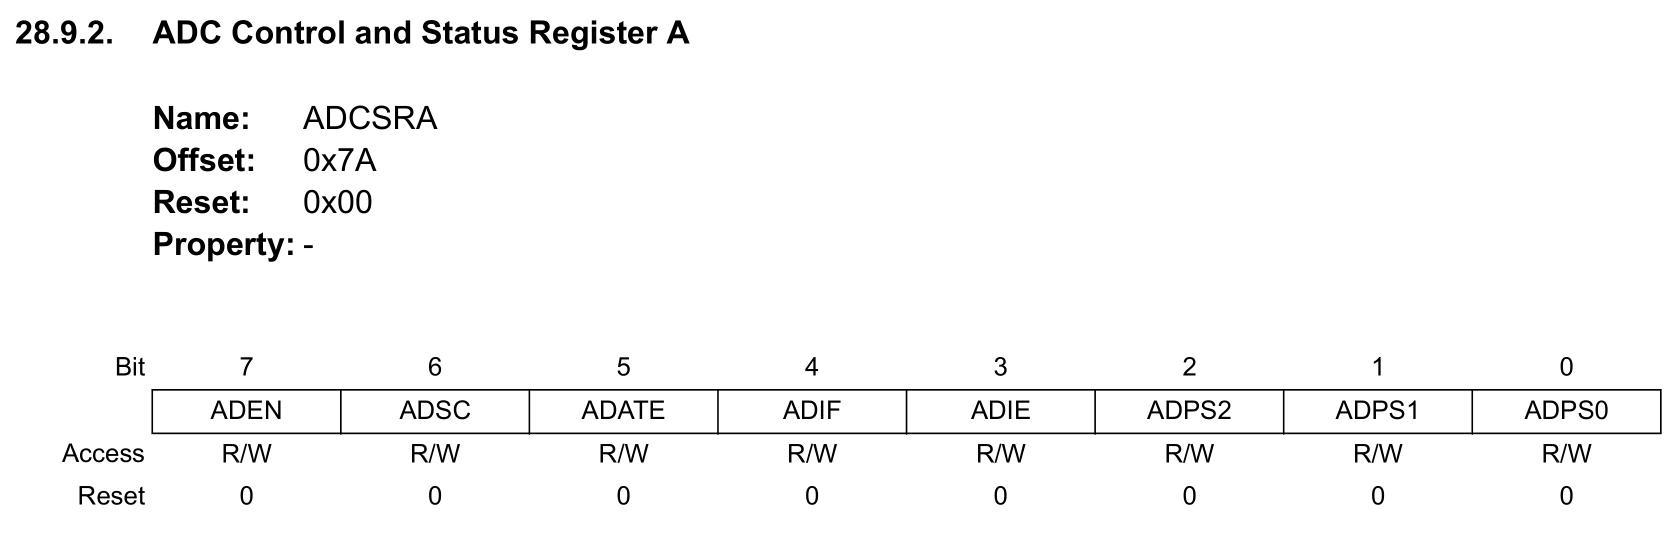 28.9.2. ADC Control and Status Register A
Name: ADCSRA
Offset: 0x7A
Reset: 0x00
Property: -
Bit 7 6 5 4 3 2 1 0
ADEN ADSC ADATE ADIF ADIE ADPS2 ADPS1 ADPS0
Access R/W R/W R/W R/W R/W R/W R/W R/W
Reset 0 0 0 0 0 0 0 0